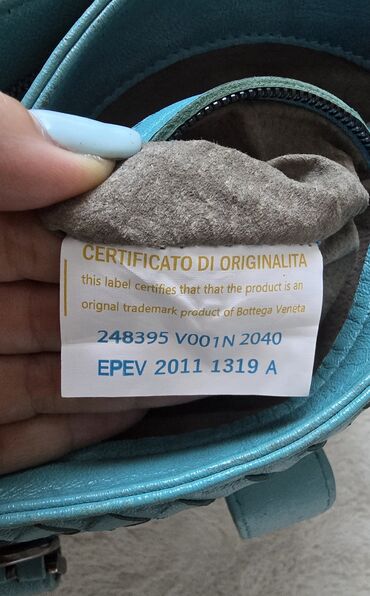 CERTIFICATO DI ORIGINALITA
this label certifies that that the product is an
orignal trademark product of Bottega Veneta
248395 V001N 2040
EPEV 2011 1319 A